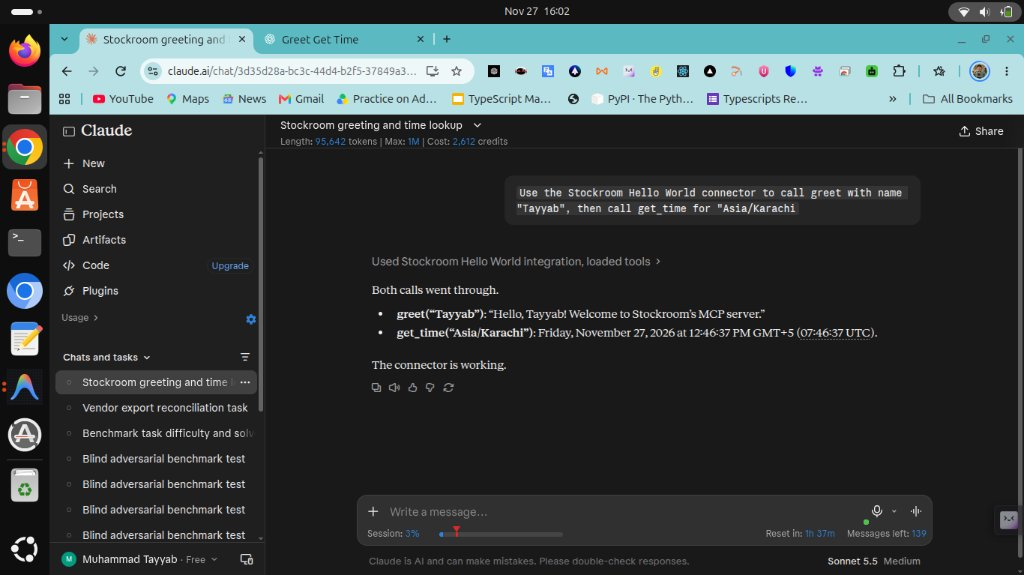 Nov 27 16:02
Stockroom greeting and
Greet Get Time
claude.ai/chat/3d35d28a-bc3c-44d4-b2f5-37849a3...
YouTube
Maps
News
Gmail
Practice on Ad...
TypeScript Ma...
PyPI · The Pyth...
Typescripts Re...
»
All Bookmarks
Claude
New
Search
Projects
Artifacts
Code
Upgrade
Plugins
Usage >
Chats and tasks
Stockroom greeting and time
Vendor export reconciliation task
Benchmark task difficulty and solv
Blind adversarial benchmark test
Blind adversarial benchmark test
Blind adversarial benchmark test
Blind adversarial benchmark test
M Muhammad Tayyab · Free
Stockroom greeting and time lookup
Length: 95,642 tokens | Max: 1M | Cost: 2,612 credits
Share
Use the Stockroom Hello World connector to call greet with name
"Tayyab", then call get_time for "Asia/Karachi
Used Stockroom Hello World integration, loaded tools >
Both calls went through.
• greet(“Tayyab”): “Hello, Tayyab! Welcome to Stockroom’s MCP server.”
• get_time(“Asia/Karachi”): Friday, November 27, 2026 at 12:46:37 PM GMT+5 (07:46:37 UTC).
The connector is working.
Write a message...
Session: 3%
Reset in: 1h 37m Messages left: 139
Claude is AI and can make mistakes. Please double-check responses.
Sonnet 5.5 Medium